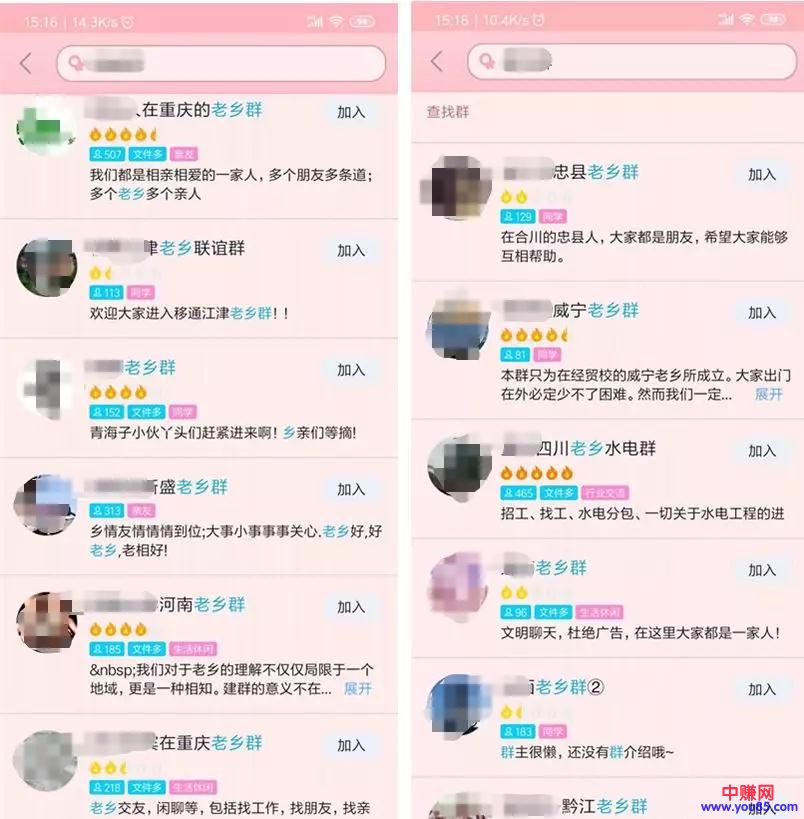 15:16 | 14.3K/s
在重庆的老乡群
加入
507 文件多 亲友
我们都是相亲相爱的一家人，多个朋友多条道；
多个老乡多个亲人
津老乡联谊群
加入
113 同学
欢迎大家进入移通江津老乡群！！
老乡群
加入
152 文件多 同学
青海子小伙丫头们赶紧进来啊！乡亲们等摘!
盛老乡群
加入
313 亲友
乡情友情情情到位;大事小事事事关心.老乡好,好
老乡,老相好!
河南老乡群
加入
185 文件多 生活休闲
&nbsp;我们对于老乡的理解不仅仅局限于一个
地域，更是一种相知。建群的意义不在... 展开
在重庆老乡群
加入
218 文件多 生活休闲
老乡交友，闲聊等，包括找工作，找朋友，找亲
15:16 | 10.4K/s
查找群
忠县老乡群
加入
129 同学
在合川的忠县人，大家都是朋友，希望大家能够
互相帮助。
威宁老乡群
加入
81 同学
本群只为在经贸校的威宁老乡所成立。大家出门
在外必定少不了困难。然而我们一定... 展开
四川老乡水电群
加入
465 文件多 行业交流
招工、找工、水电分包、一切关于水电工程的进
老乡群
加入
96 文件多 生活休闲
文明聊天，杜绝广告，在这里大家都是一家人！
老乡群②
加入
183 同学
群主很懒，还没有群介绍哦~
黔江老乡群
加入
中赚网
www.you85.com